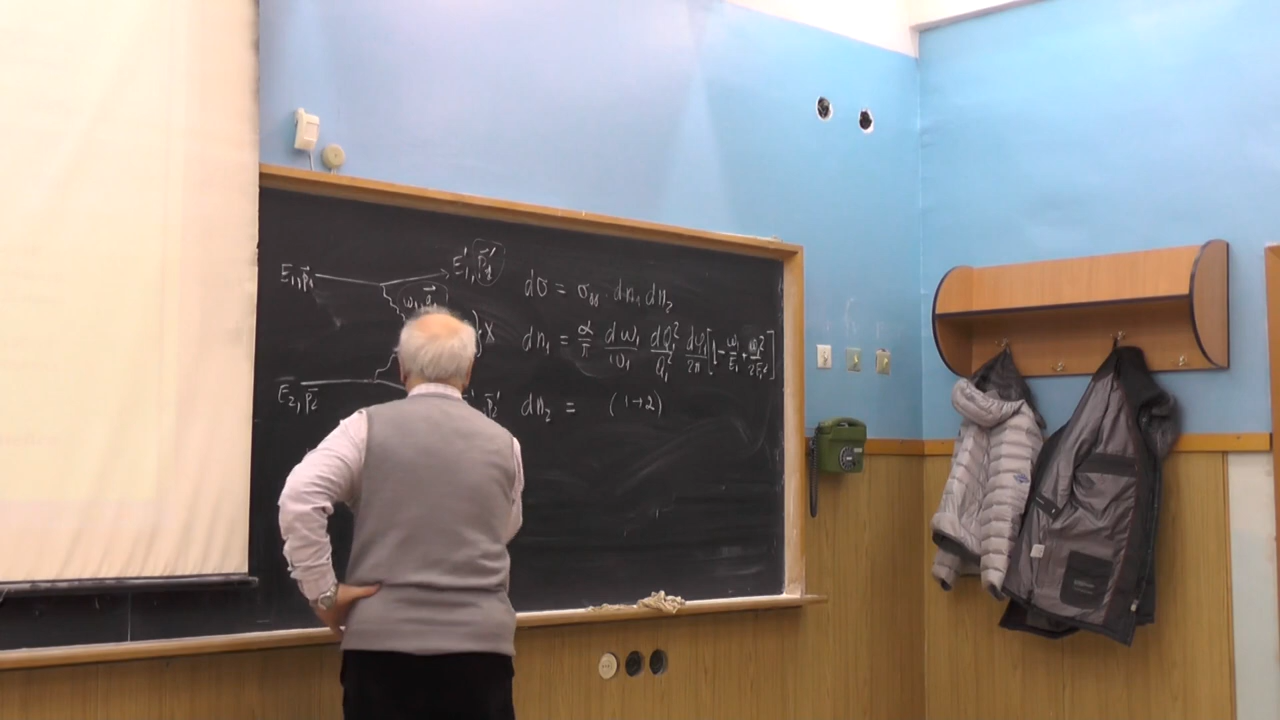 E₁, p⃗₁
E₁', p⃗₁'
ω₁, q⃗₁
X
E₂, p⃗₂
p⃗₂'
dσ = σ_γγ · dn₁ dn₂
dn₁ = α/π dω₁/ω₁ dQ₁²/Q₁² dφ₁/2π [1 - ω₁/E₁ + ω₁²/2E₁²]
dn₂ = (1→2)